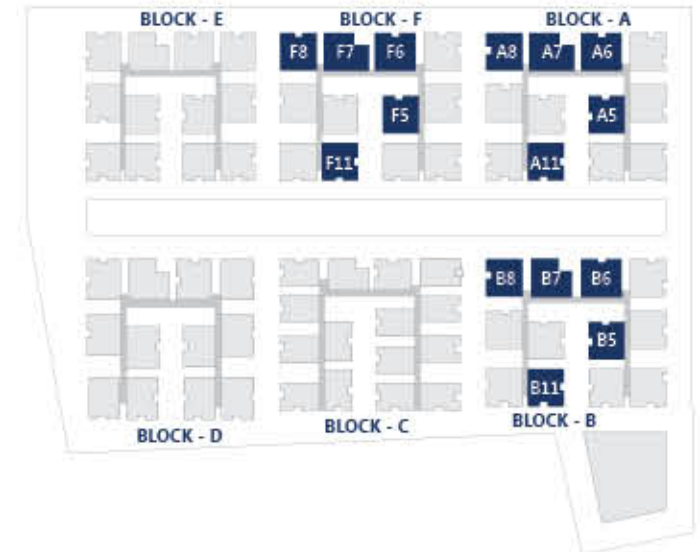 BLOCK - E
BLOCK - F
BLOCK - A
F8 F7 F6
A8 A7 A6
F5
A5
F11
A11
B8 B7 B6
B5
B11
BLOCK - D
BLOCK - C
BLOCK - B